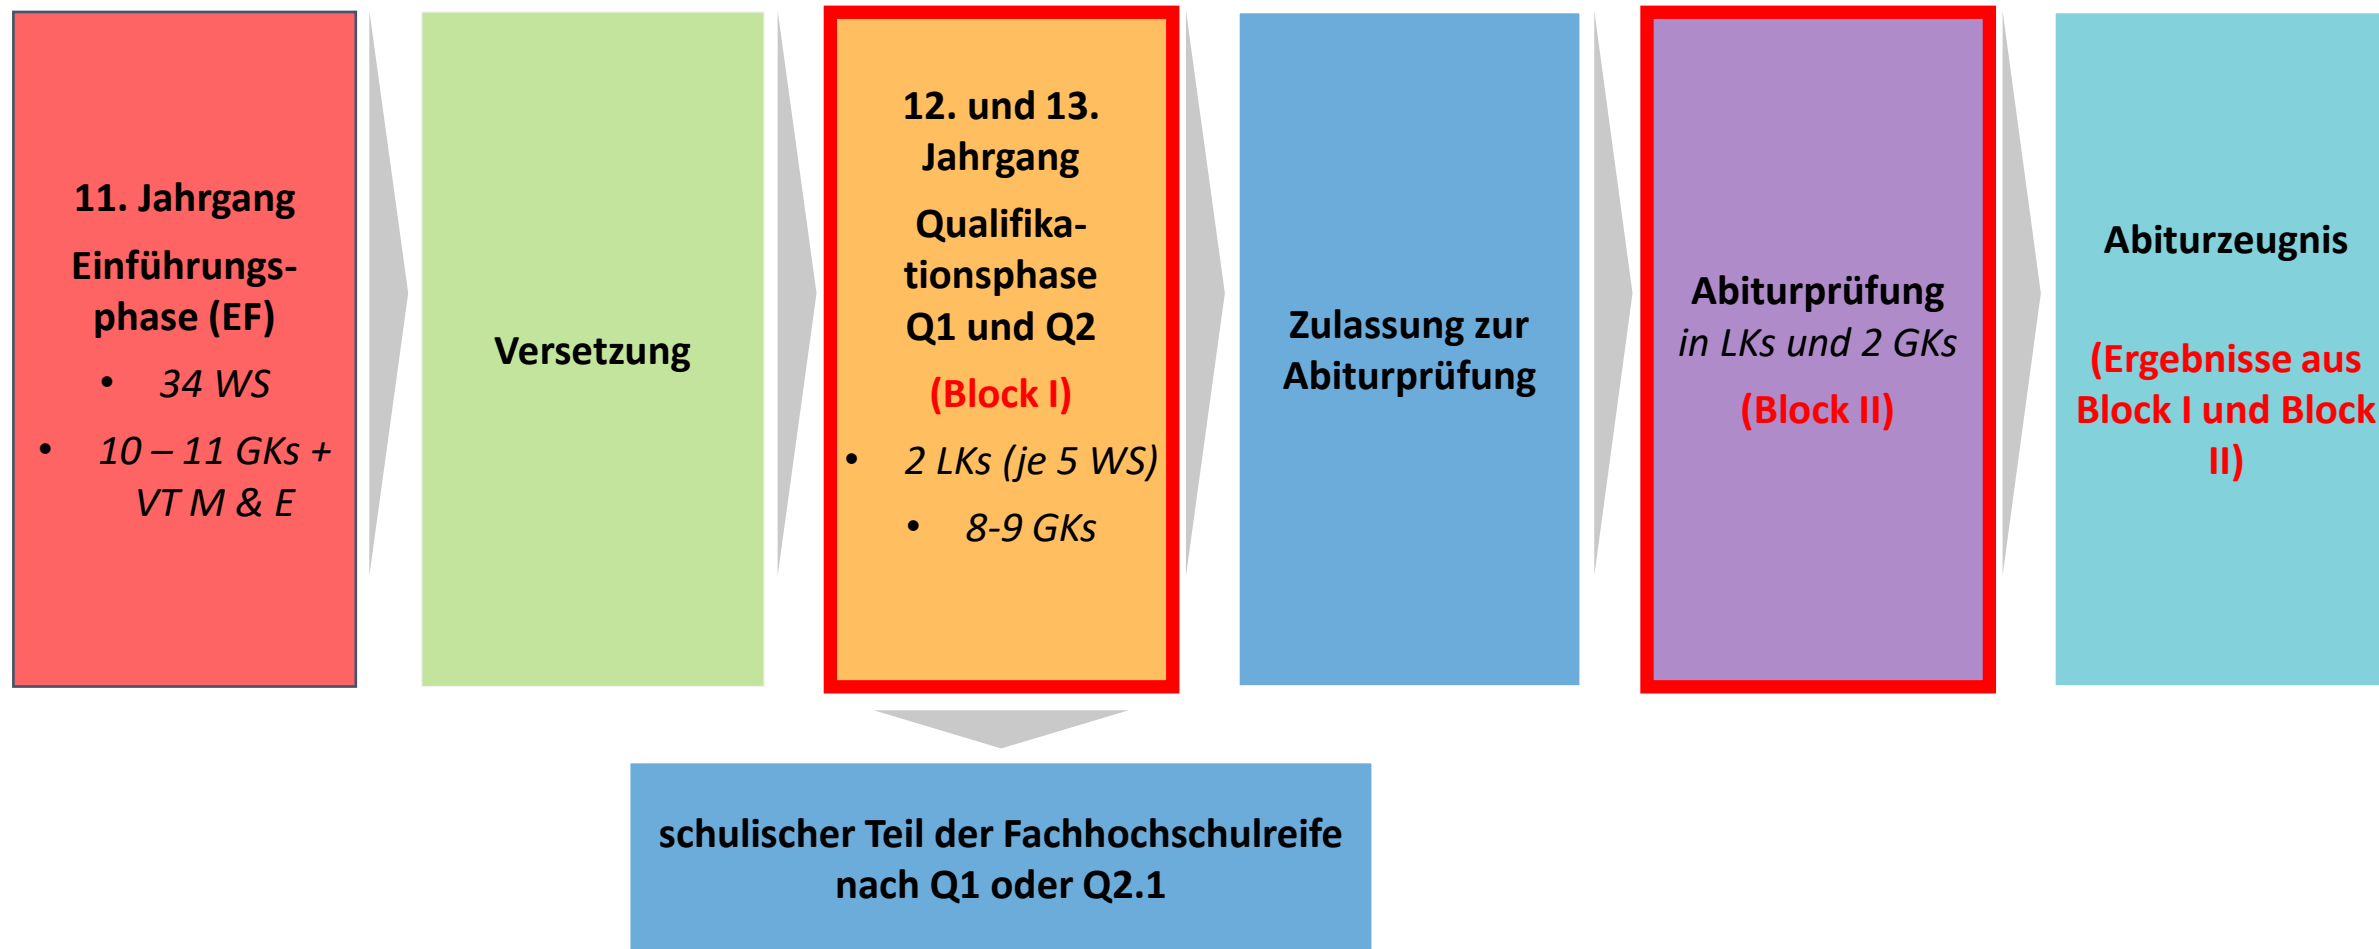 11. Jahrgang
Einführungs-
phase (EF)
• 34 WS
• 10 – 11 GKs +
VT M & E
Versetzung
12. und 13.
Jahrgang
Qualifika-
tionsphase
Q1 und Q2
(Block I)
• 2 LKs (je 5 WS)
• 8-9 GKs
Zulassung zur
Abiturprüfung
Abiturprüfung
in LKs und 2 GKs
(Block II)
Abiturzeugnis
(Ergebnisse aus
Block I und Block
II)
schulischer Teil der Fachhochschulreife
nach Q1 oder Q2.1